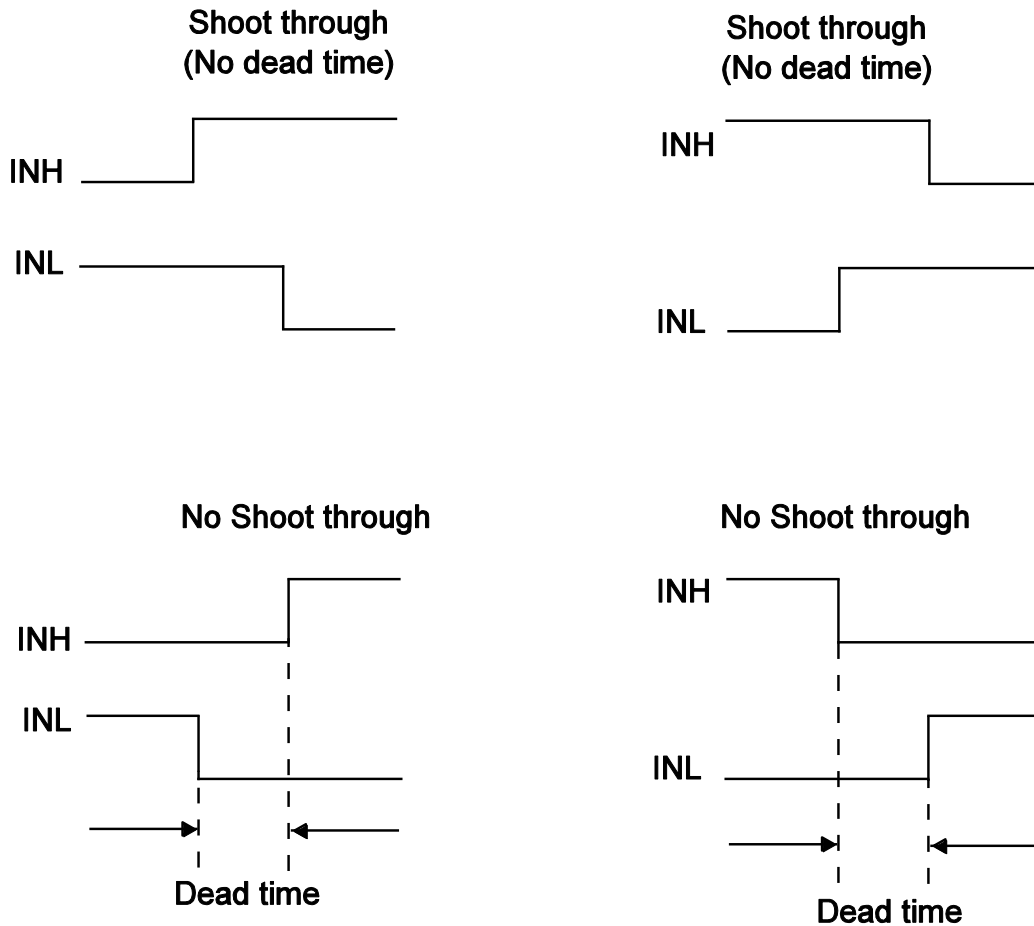 Shoot through
(No dead time)
INH
INL
Shoot through
(No dead time)
INH
INL
No Shoot through
INH
INL
Dead time
No Shoot through
INH
INL
Dead time